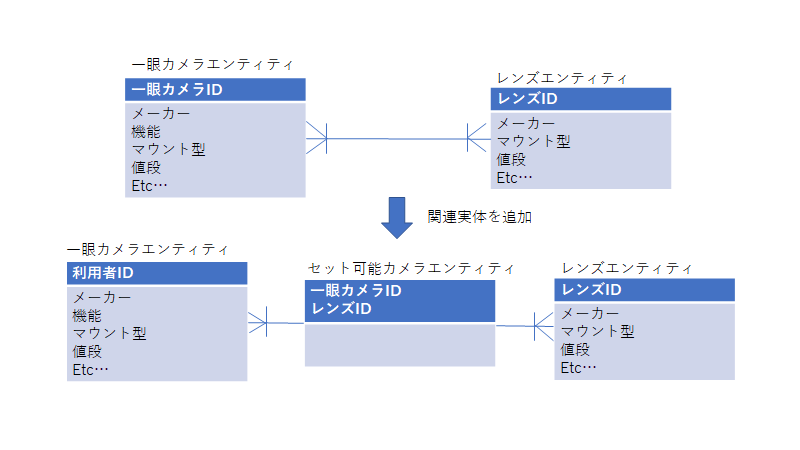 一眼カメラエンティティ
一眼カメラID
メーカー
機能
マウント型
値段
Etc…
レンズエンティティ
レンズID
メーカー
マウント型
値段
Etc…
関連実体を追加
一眼カメラエンティティ
利用者ID
メーカー
機能
マウント型
値段
Etc…
セット可能カメラエンティティ
一眼カメラID
レンズID
レンズエンティティ
レンズID
メーカー
マウント型
値段
Etc…